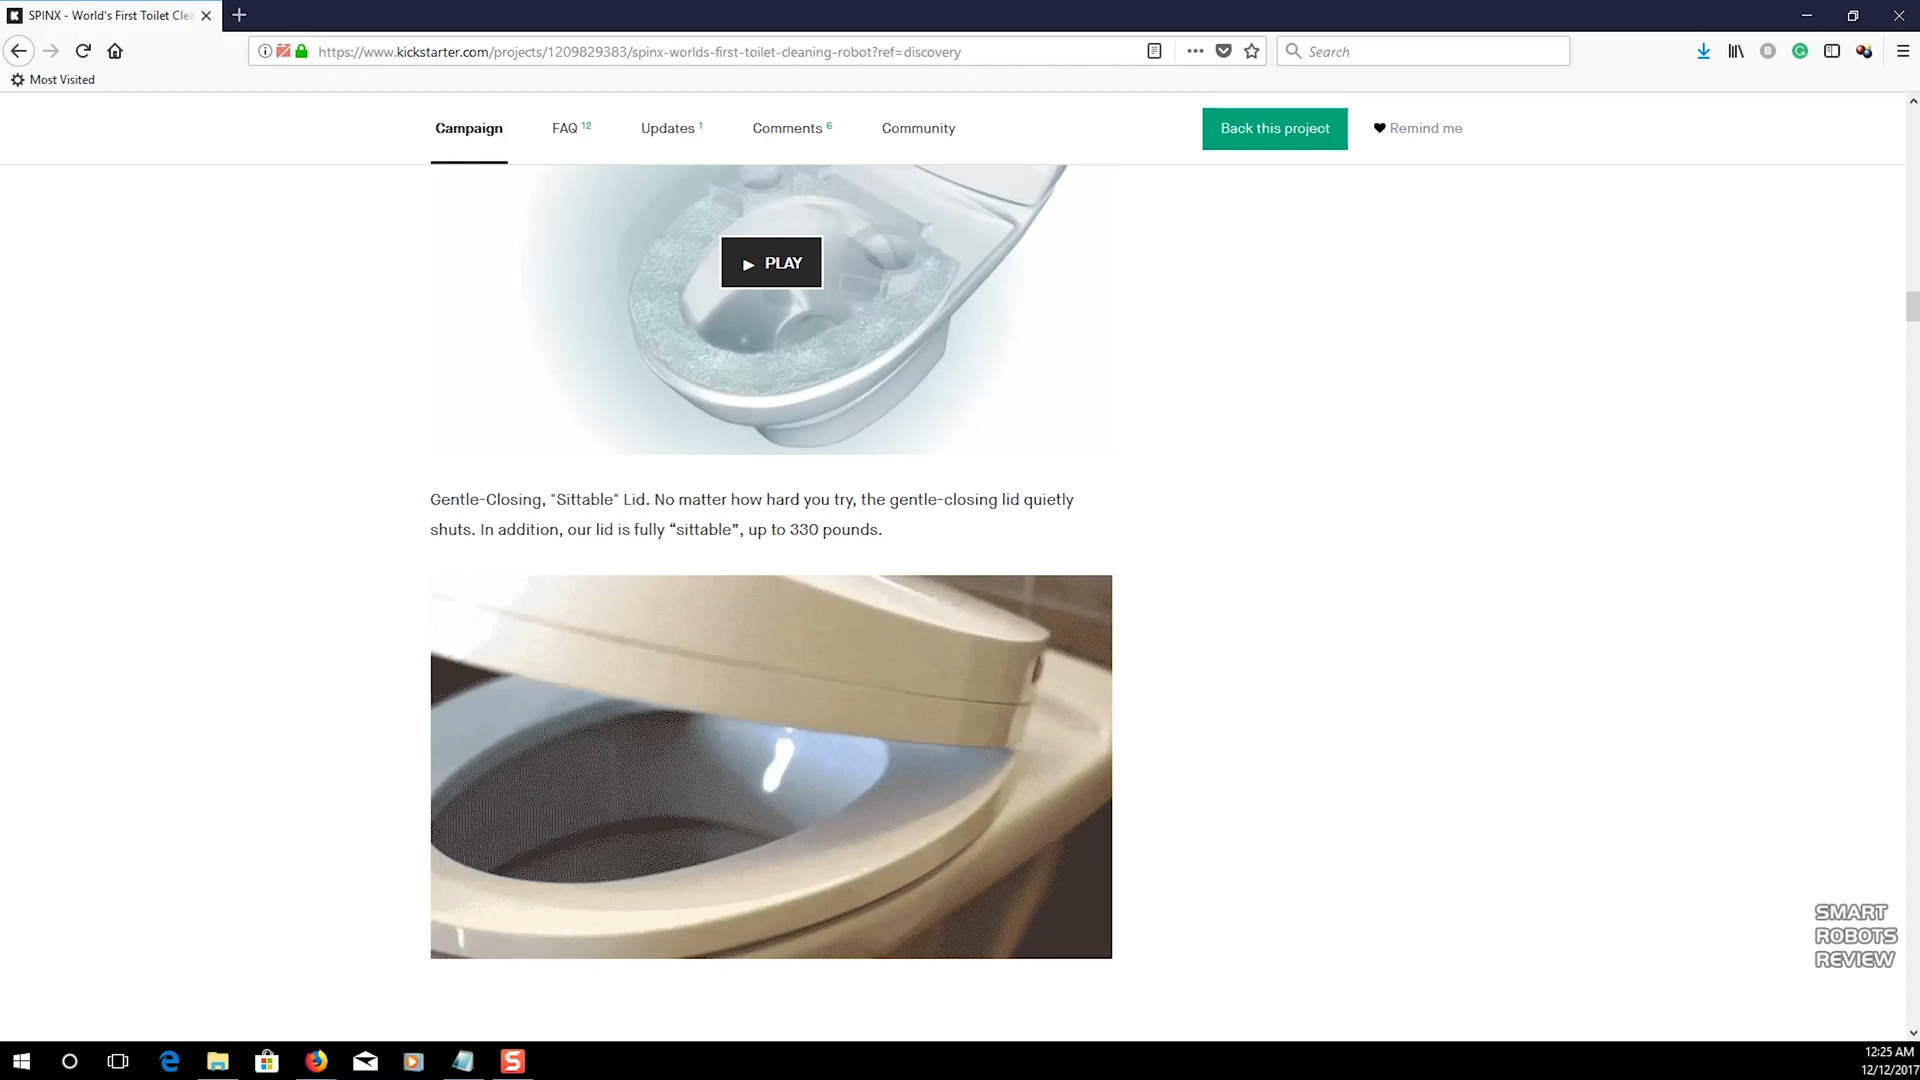 SPINX - World's First Toilet Clea
https://www.kickstarter.com/projects/1209829383/spinx-worlds-first-toilet-cleaning-robot?ref=discovery
Search
Most Visited
Campaign
FAQ 12
Updates 1
Comments 6
Community
Back this project
Remind me
PLAY
Gentle-Closing, "Sittable" Lid. No matter how hard you try, the gentle-closing lid quietly
shuts. In addition, our lid is fully “sittable”, up to 330 pounds.
SMART
ROBOTS
REVIEW
12:25 AM
12/12/2017